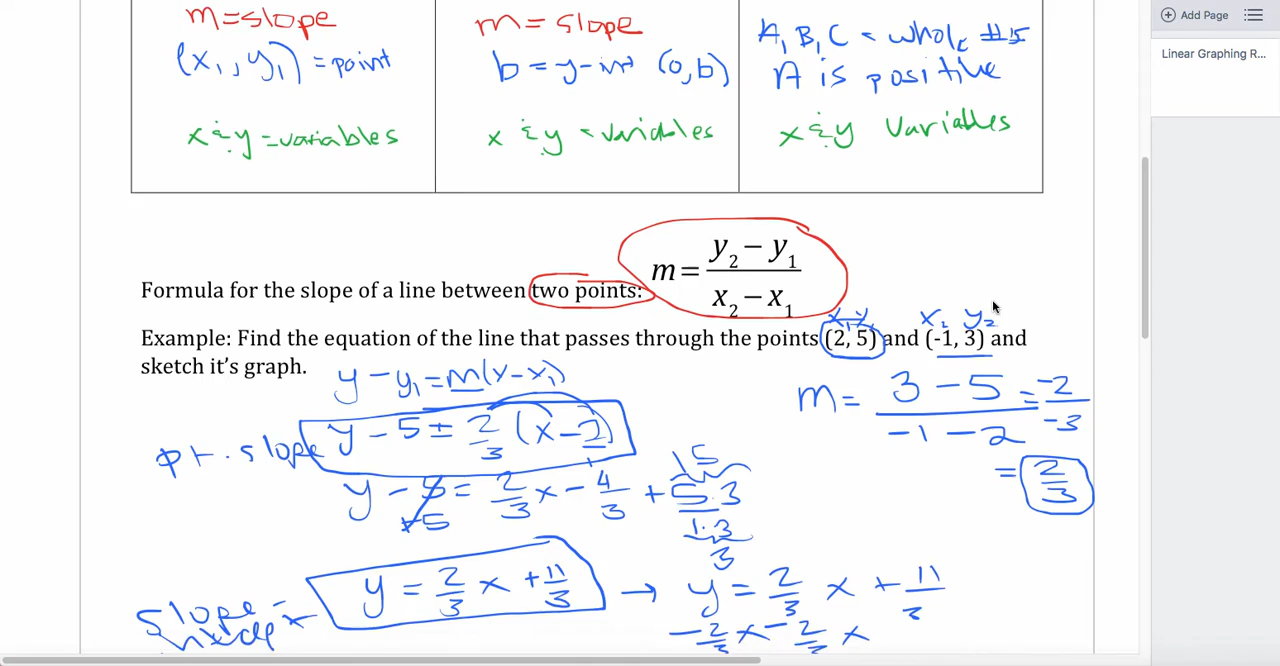 Add Page
Linear Graphing R...
m=slope
(x₁, y₁) = point
x & y = variables
m = slope
b = y-int (0, b)
x & y = variables
A, B, C = whole #'s
A is positive
x & y variables
Formula for the slope of a line between two points: m = (y₂ − y₁)/(x₂ − x₁)
x₁ y₁ x₂ y₂
Example: Find the equation of the line that passes through the points (2, 5) and (-1, 3) and
sketch it's graph.
y − y₁ = m(x − x₁)
m = (3 − 5)/(−1 − 2) = −2/−3
= 2/3
pt. slope y − 5 = 2/3 (x − 2)
15
y − 5 = 2/3 x − 4/3 + 5·3
+5 1·3
3
slope- y = 2/3 x + 11/3 → y = 2/3 x + 11/3
−2/3 x −2/3 x